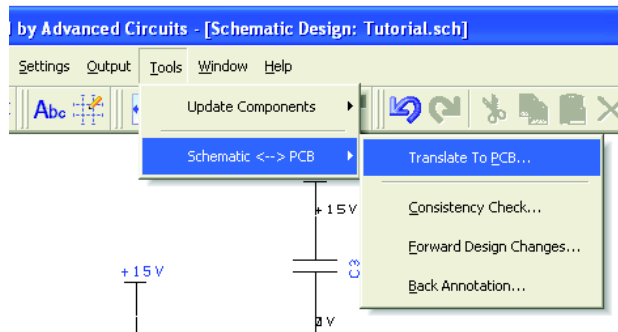 by Advanced Circuits - [Schematic Design: Tutorial.sch]
Settings Output Tools Window Help
Abc
Update Components
Schematic <--> PCB
Translate To PCB...
Consistency Check...
Forward Design Changes...
Back Annotation...
+15V
C3
+15V
0V